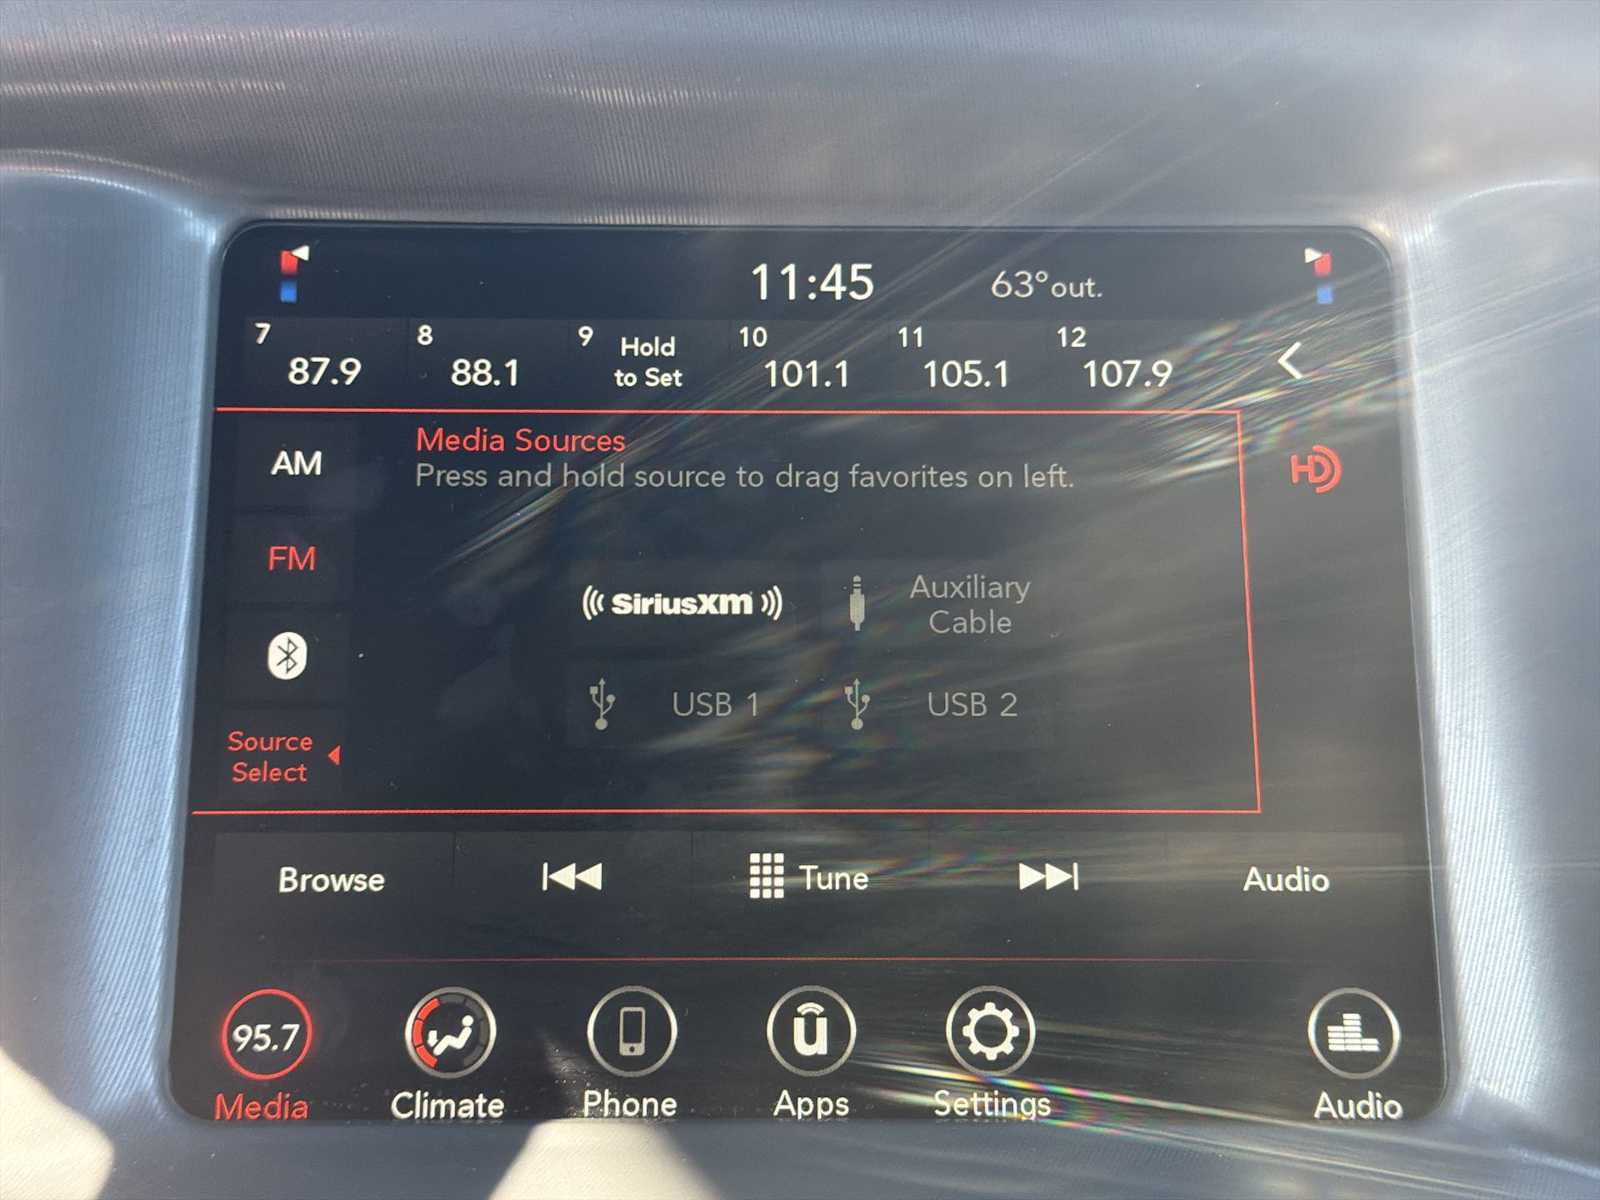 11:45
63°out.
7
87.9
8
88.1
9
Hold
to Set
10
101.1
11
105.1
12
107.9
AM
Media Sources
Press and hold source to drag favorites on left.
HD
FM
SiriusXM
Auxiliary
Cable
USB 1
USB 2
Source
Select
Browse
Tune
Audio
95.7
Media
Climate
Phone
u
Apps
Settings
Audio